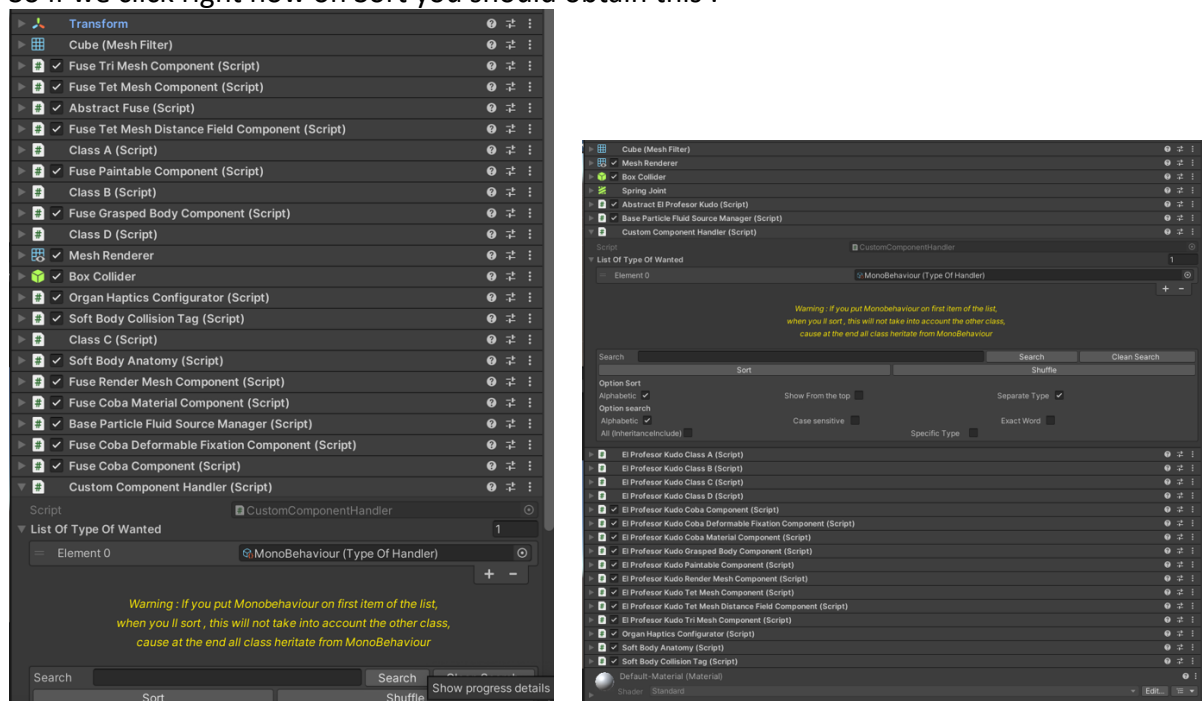 So if we click right now on Sort you should obtain this :
Transform
Cube (Mesh Filter)
Fuse Tri Mesh Component (Script)
Fuse Tet Mesh Component (Script)
Abstract Fuse (Script)
Fuse Tet Mesh Distance Field Component (Script)
Class A (Script)
Fuse Paintable Component (Script)
Class B (Script)
Fuse Grasped Body Component (Script)
Class D (Script)
Mesh Renderer
Box Collider
Organ Haptics Configurator (Script)
Soft Body Collision Tag (Script)
Class C (Script)
Soft Body Anatomy (Script)
Fuse Render Mesh Component (Script)
Fuse Coba Material Component (Script)
Base Particle Fluid Source Manager (Script)
Fuse Coba Deformable Fixation Component (Script)
Fuse Coba Component (Script)
Custom Component Handler (Script)
Script CustomComponentHandler
List Of Type Of Wanted 1
Element 0 MonoBehaviour (Type Of Handler)
+ -
Warning : If you put Monobehaviour on first item of the list,
when you ll sort , this will not take into account the other class,
cause at the end all class heritate from MonoBehaviour
Search Search
Sort Shuffle
Show progress details
Cube (Mesh Filter)
Mesh Renderer
Box Collider
Spring Joint
Abstract El Profesor Kudo (Script)
Base Particle Fluid Source Manager (Script)
Custom Component Handler (Script)
Script CustomComponentHandler
List Of Type Of Wanted 1
Element 0 MonoBehaviour (Type Of Handler)
+ -
Warning : If you put Monobehaviour on first item of the list,
when you ll sort , this will not take into account the other class,
cause at the end all class heritate from MonoBehaviour
Search Search Clean Search
Sort Shuffle
Option Sort
Alphabetic Show From the top Separate Type
Option search
Alphabetic Case sensitive Exact Word
All (InheritanceInclude) Specific Type
El Profesor Kudo Class A (Script)
El Profesor Kudo Class B (Script)
El Profesor Kudo Class C (Script)
El Profesor Kudo Class D (Script)
El Profesor Kudo Coba Component (Script)
El Profesor Kudo Coba Deformable Fixation Component (Script)
El Profesor Kudo Coba Material Component (Script)
El Profesor Kudo Grasped Body Component (Script)
El Profesor Kudo Paintable Component (Script)
El Profesor Kudo Render Mesh Component (Script)
El Profesor Kudo Tet Mesh Component (Script)
El Profesor Kudo Tet Mesh Distance Field Component (Script)
El Profesor Kudo Tri Mesh Component (Script)
Organ Haptics Configurator (Script)
Soft Body Anatomy (Script)
Soft Body Collision Tag (Script)
Default-Material (Material)
Shader Standard Edit...